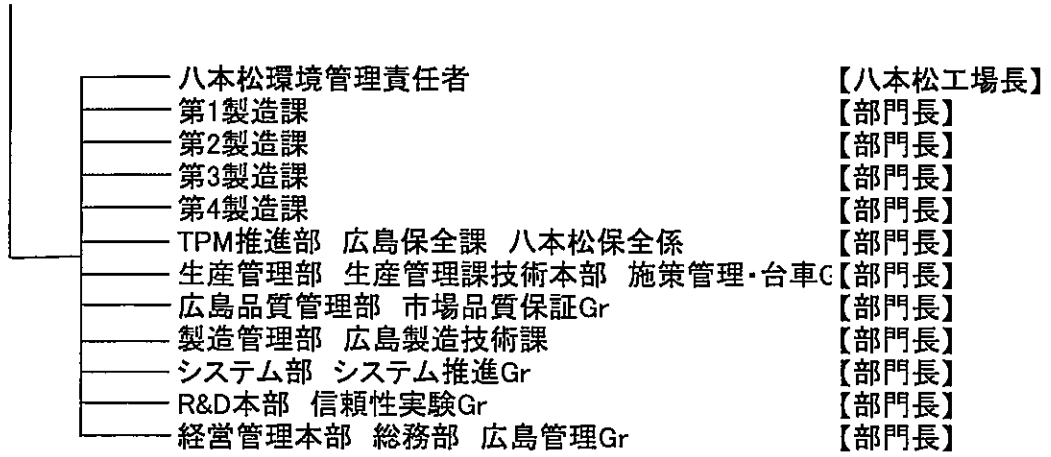 八本松環境管理責任者 【八本松工場長】
第1製造課 【部門長】
第2製造課 【部門長】
第3製造課 【部門長】
第4製造課 【部門長】
TPM推進部 広島保全課 八本松保全係 【部門長】
生産管理部 生産管理課技術本部 施策管理・台車 【部門長】
広島品質管理部 市場品質保証Gr 【部門長】
製造管理部 広島製造技術課 【部門長】
システム部 システム推進Gr 【部門長】
R&D本部 信頼性実験Gr 【部門長】
経営管理本部 総務部 広島管理Gr 【部門長】